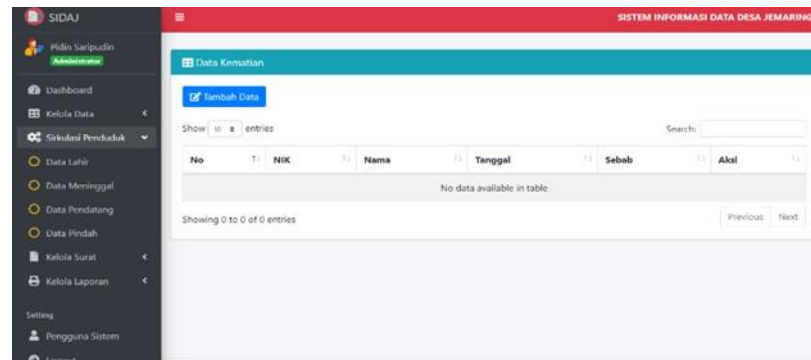 SIDAJ
SISTEM INFORMASI DATA DESA JEMARING
Pidin Saripudin
Administrator
Dashboard
Kelola Data
Sirkulasi Penduduk
Data Lahir
Data Meninggal
Data Pendatang
Data Pindah
Kelola Surat
Kelola Laporan
Setting
Pengguna Sistem
Data Kematian
Tambah Data
Show 10 entries
Search:
No NIK Nama Tanggal Sebab Aksi
No data available in table
Showing 0 to 0 of 0 entries
Previous Next